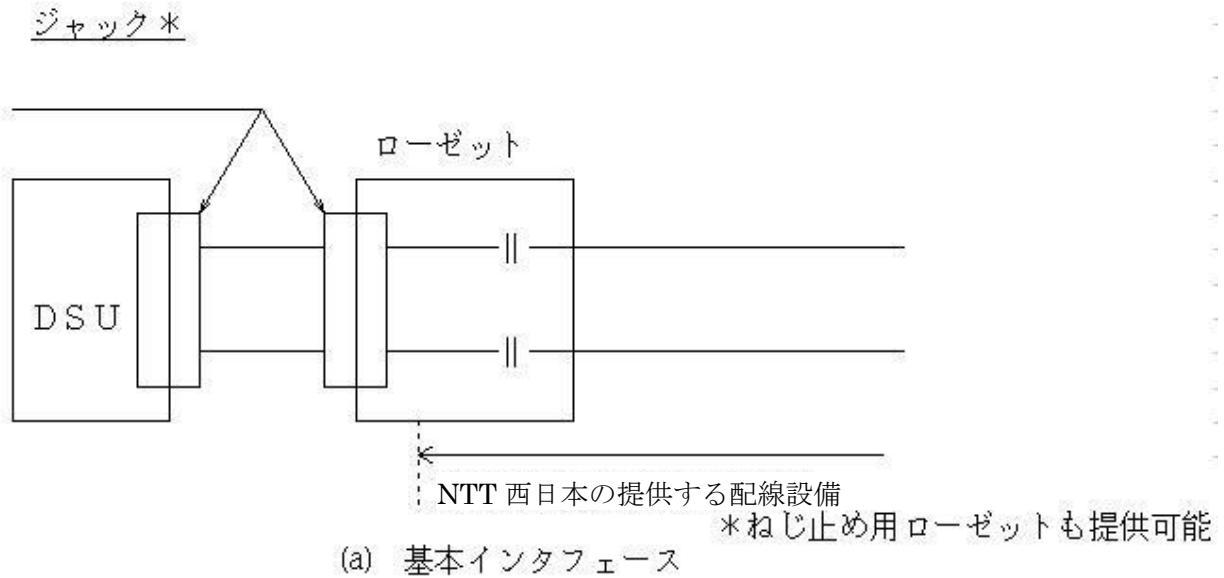 ジャック＊
ローゼット
DSU
NTT 西日本の提供する配線設備
＊ねじ止め用ローゼットも提供可能
(a) 基本インタフェース